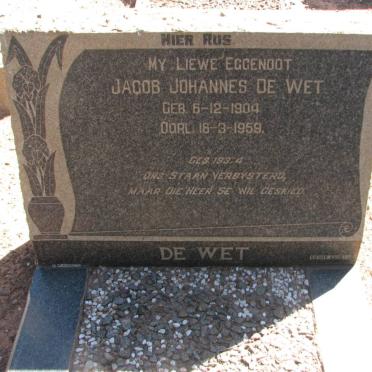 HIER RUS
MY LIEWE EGGENOOT
JACOB JOHANNES DE WET
GEB. 6-12-1904
OORL. 18-3-1959.
GES. 193:4
ONS STAAN VERBYSTERD,
MAAR DIE HEER SE WIL GESKIED.
DE WET